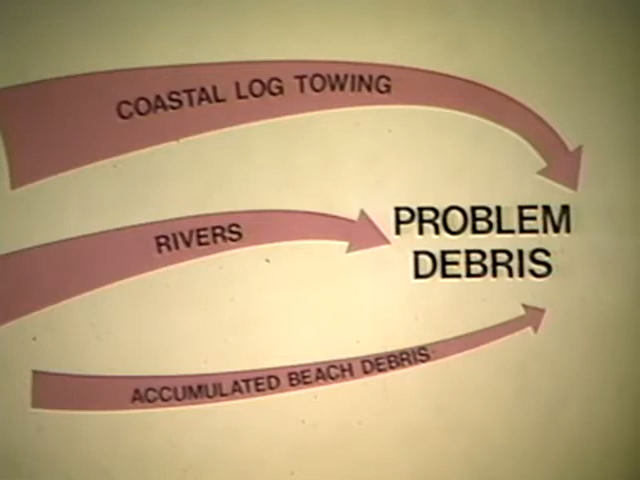 COASTAL LOG TOWING
RIVERS
PROBLEM
DEBRIS
ACCUMULATED BEACH DEBRIS